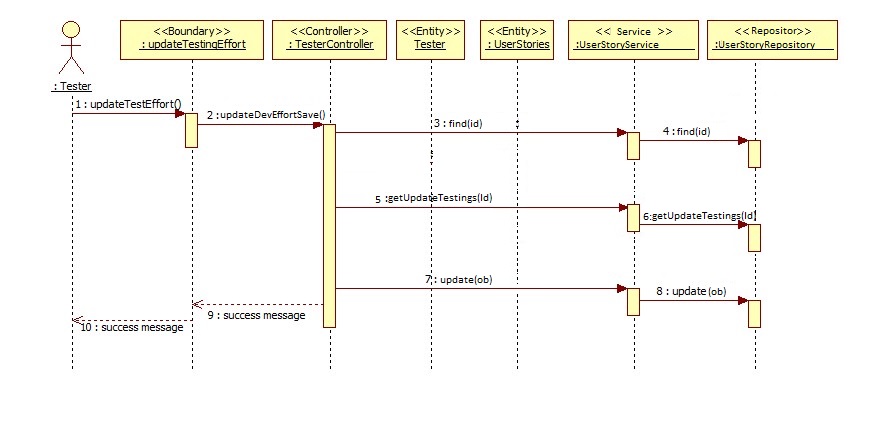 <<Boundary>>
: updateTestingEffort
<<Controller>>
: TesterController
<<Entity>>
Tester
<<Entity>>
: UserStories
<< Service >>
:UserStoryService
<<Repositor>>
:UserStoryRepository
: Tester
1 : updateTestEffort()
2 :updateDevEffortSave()
3 : find(id)
4 :find(id)
5 :getUpdateTestings(Id)
6:getUpdateTestings(Id)
7 : update(ob)
8 : update (ob)
9 : success message
10 : success message